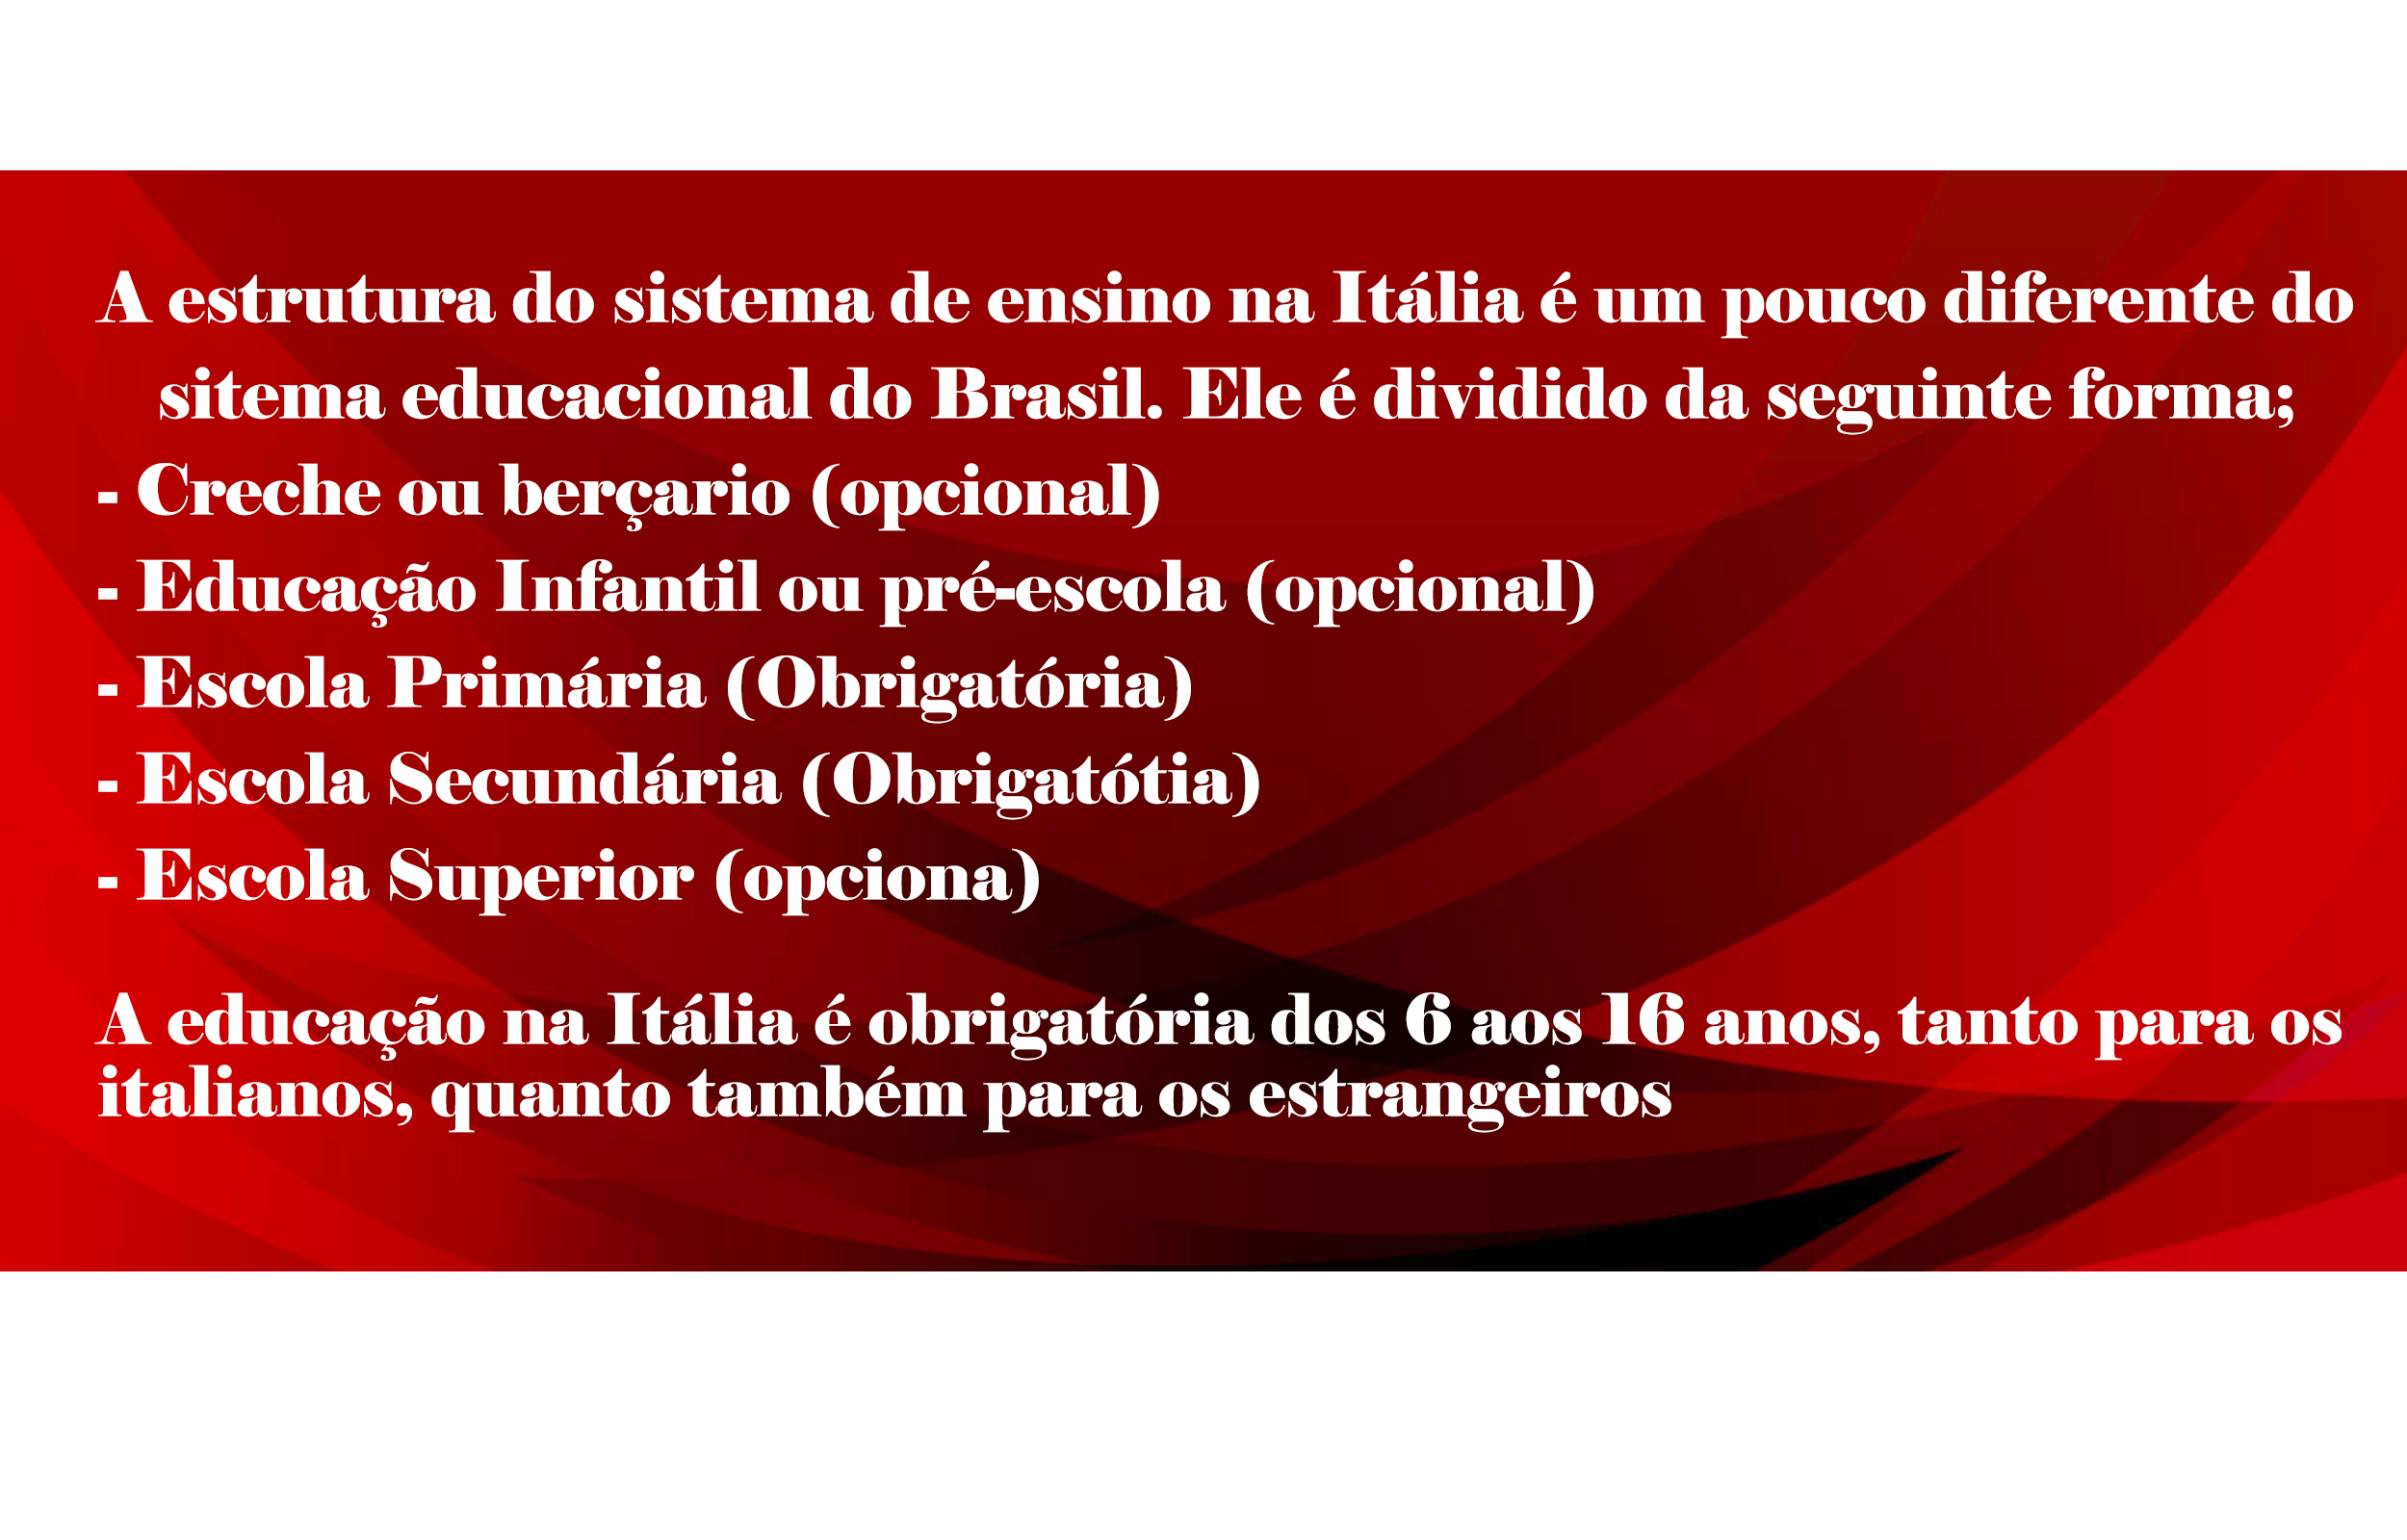 A estrutura do sistema de ensino na Itália é um pouco diferente do
sitema educacional do Brasil. Ele é dividido da seguinte forma;
- Creche ou berçario (opcional)
- Educação Infantil ou pré-escola (opcional)
- Escola Primária (Obrigatória)
- Escola Secundária (Obrigatótia)
- Escola Superior (opciona)
A educação na Itália é obrigatória dos 6 aos 16 anos, tanto para os
italianos, quanto também para os estrangeiros